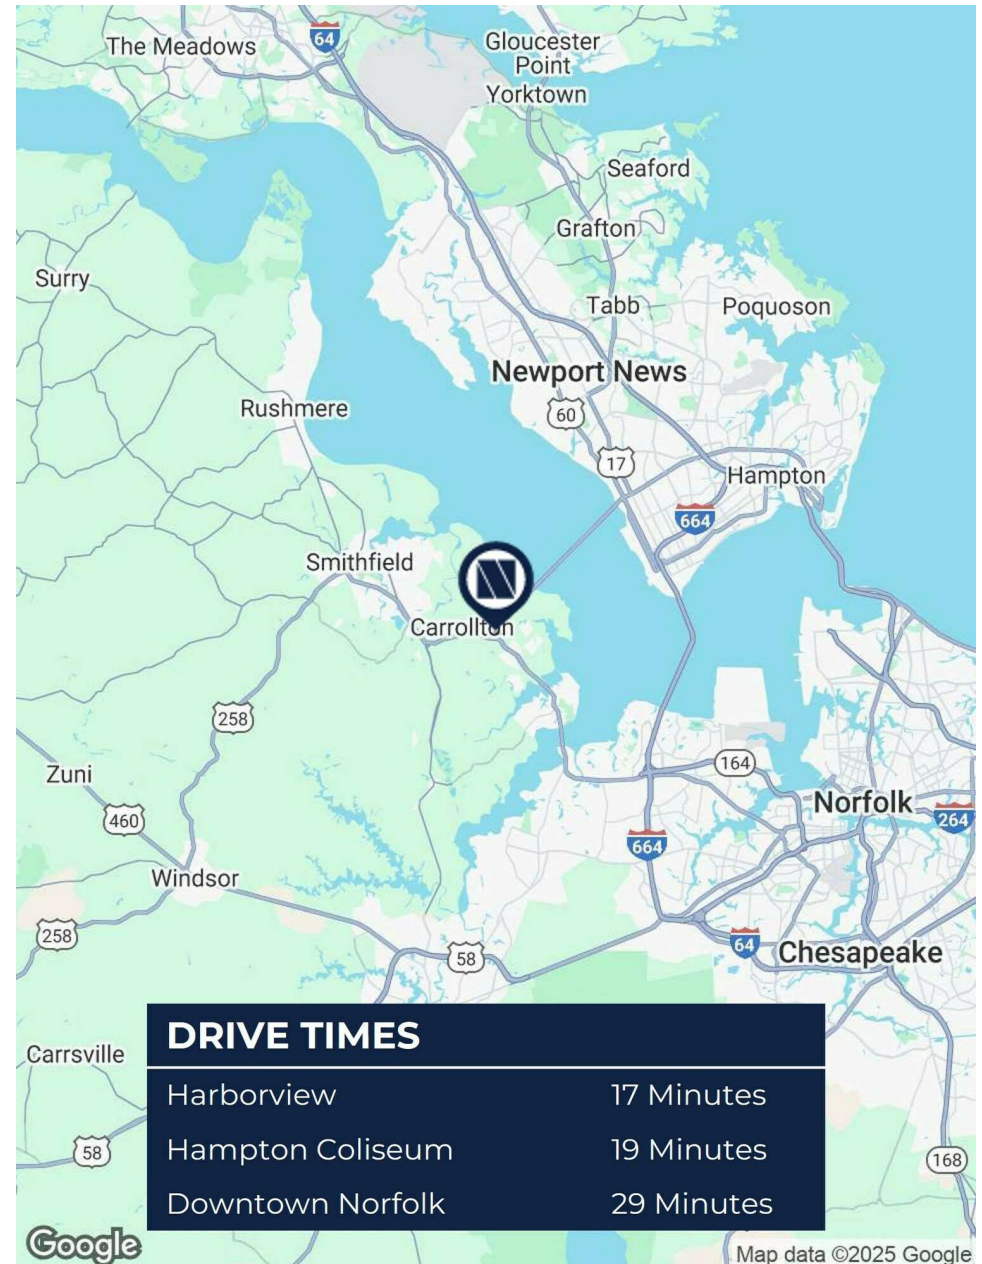 64
The Meadows
Gloucester
Point
Yorktown
Seaford
Grafton
Surry
Tabb
Poquoson
Newport News
Rushmere
60
17
Hampton
664
Smithfield
Carrollton
258
Zuni
164
Norfolk
460
264
664
Windsor
258
64
58
Chesapeake
DRIVE TIMES
Carrsville
Harborview 17 Minutes
58
Hampton Coliseum 19 Minutes
168
Downtown Norfolk 29 Minutes
Google
Map data ©2025 Google